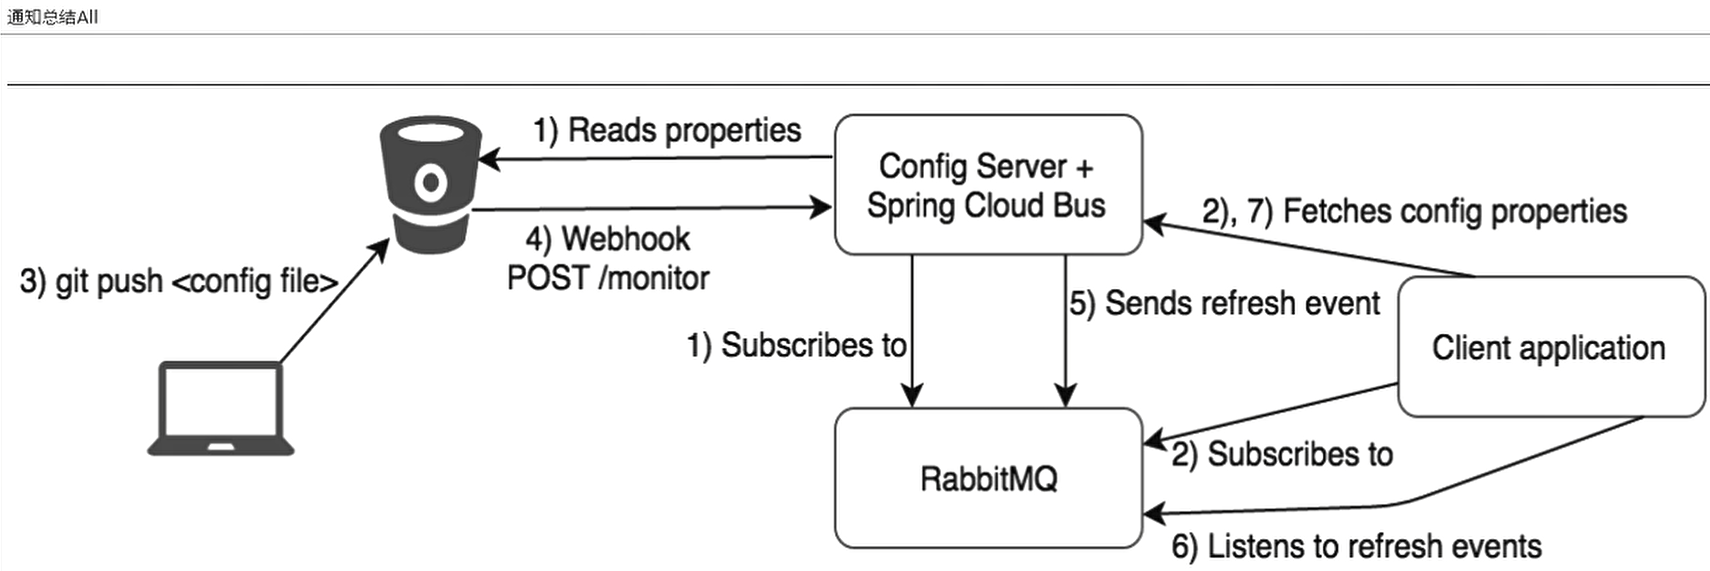 通知总结All
1) Reads properties
Config Server +
Spring Cloud Bus
2), 7) Fetches config properties
4) Webhook
POST /monitor
3) git push <config file>
5) Sends refresh event
1) Subscribes to
Client application
2) Subscribes to
RabbitMQ
6) Listens to refresh events